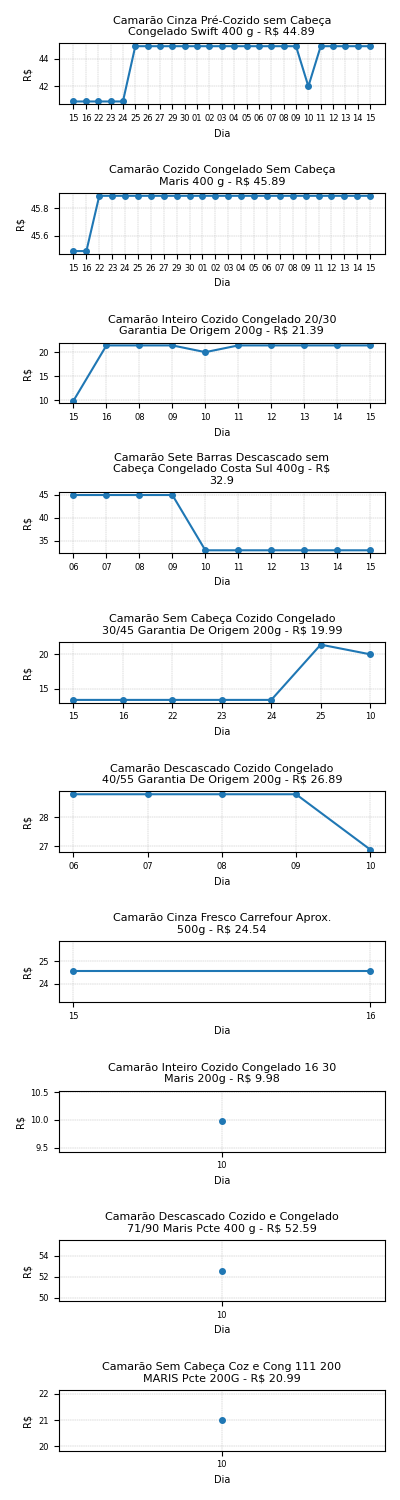 Camarão Cinza Pré-Cozido sem Cabeça
Congelado Swift 400 g - R$ 44.89
44
42
R$
15 16 22 23 24 25 26 27 29 30 01 02 03 04 05 06 07 08 09 10 11 12 13 14 15
Dia
Camarão Cozido Congelado Sem Cabeça
Maris 400 g - R$ 45.89
45.8
45.6
R$
15 16 22 23 24 25 26 27 29 30 01 02 03 04 05 06 07 08 09 10 11 12 13 14 15
Dia
Camarão Inteiro Cozido Congelado 20/30
Garantia De Origem 200g - R$ 21.39
20
15
10
R$
15 16 08 09 10 11 12 13 14 15
Dia
Camarão Sete Barras Descascado sem
Cabeça Congelado Costa Sul 400g - R$
32.9
45
40
35
R$
06 07 08 09 10 11 12 13 14 15
Dia
Camarão Sem Cabeça Cozido Congelado
30/45 Garantia De Origem 200g - R$ 19.99
20
15
R$
15 16 22 23 24 25 10
Dia
Camarão Descascado Cozido Congelado
40/55 Garantia De Origem 200g - R$ 26.89
28
27
R$
06 07 08 09 10
Dia
Camarão Cinza Fresco Carrefour Aprox.
500g - R$ 24.54
25
24
R$
15 16
Dia
Camarão Inteiro Cozido Congelado 16 30
Maris 200g - R$ 9.98
10.5
10.0
9.5
R$
10
Dia
Camarão Descascado Cozido e Congelado
71/90 Maris Pcte 400 g - R$ 52.59
54
52
50
R$
10
Dia
Camarão Sem Cabeça Coz e Cong 111 200
MARIS Pcte 200G - R$ 20.99
22
21
20
R$
10
Dia